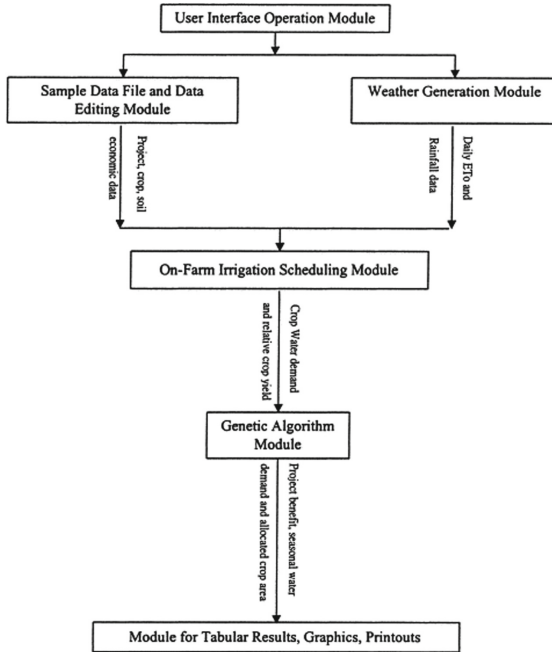 User Interface Operation Module
Sample Data File and Data
Editing Module
Weather Generation Module
Project, crop, soil
economic data
Daily ETo and
Rainfall data
On-Farm Irrigation Scheduling Module
Crop Water demand
and relative crop yield
Genetic Algorithm
Module
Project benefit, seasonal water
demand and allocated crop area
Module for Tabular Results, Graphics, Printouts